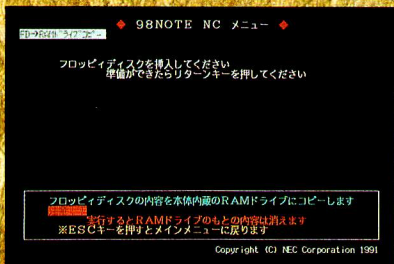 ◆ 98NOTE NC メニュー ◆
FD→RAMドライブコピー
フロッピィディスクを挿入してください
準備ができたらリターンキーを押してください
フロッピィディスクの内容を本体内蔵のRAMドライブにコピーします
実行するとRAMドライブのもとの内容は消えます
※ESCキーを押すとメインメニューに戻ります
Copyright (C) NEC Corporation 1991